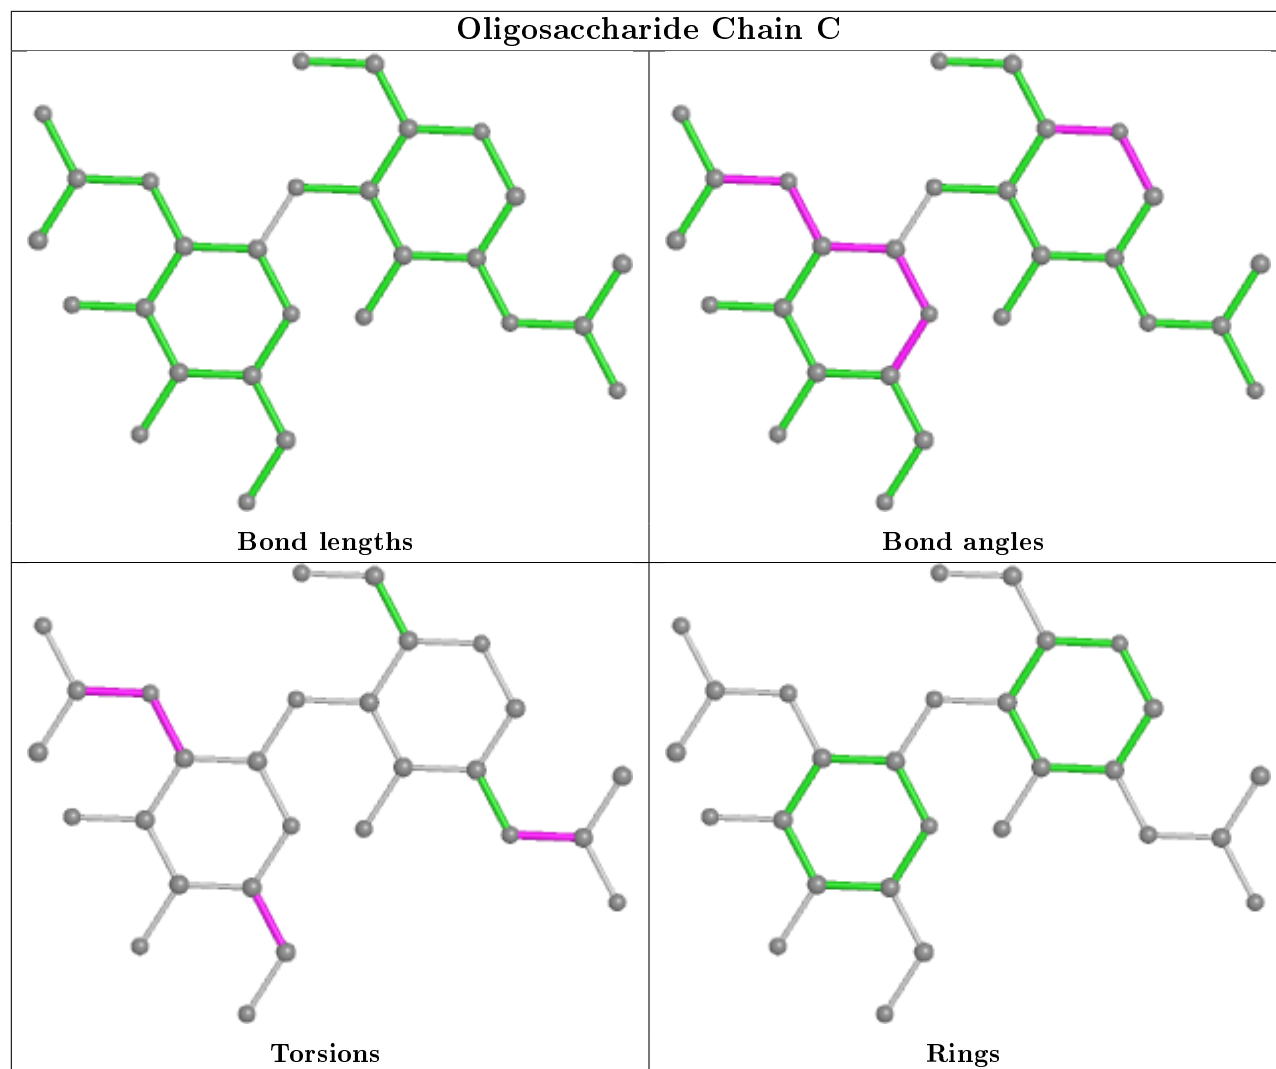 Oligosaccharide Chain C
Bond lengths
Bond angles
Torsions
Rings